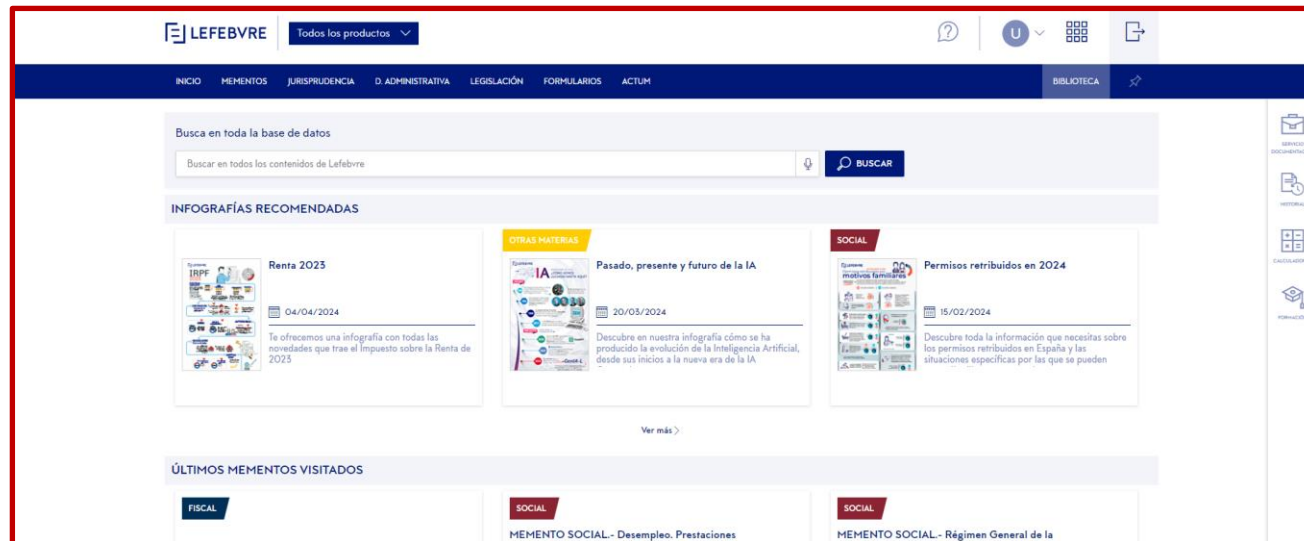 LEFEBVRE
Todos los productos
U
INICIO MEMENTOS JURISPRUDENCIA D. ADMINISTRATIVA LEGISLACIÓN FORMULARIOS ACTUM BIBLIOTECA
Busca en toda la base de datos
Buscar en todos los contenidos de Lefebvre
BUSCAR
INFOGRAFÍAS RECOMENDADAS
Renta 2023
04/04/2024
Te ofrecemos una infografía con todas las
novedades que trae el Impuesto sobre la Renta de
2023
IRPF
OTRAS MATERIAS
Pasado, presente y futuro de la IA
20/03/2024
Descubre en nuestra infografía cómo se ha
producido la evolución de la Inteligencia Artificial,
desde sus inicios a la nueva era de la IA
IA
SOCIAL
Permisos retribuidos en 2024
15/02/2024
Descubre toda la información que necesitas sobre
los permisos retribuidos en España y las
situaciones específicas por las que se pueden
motivos familiares
Ver más
ÚLTIMOS MEMENTOS VISITADOS
FISCAL
SOCIAL
MEMENTO SOCIAL.- Desempleo. Prestaciones
SOCIAL
MEMENTO SOCIAL.- Régimen General de la
SERVICIO
HISTORIAL